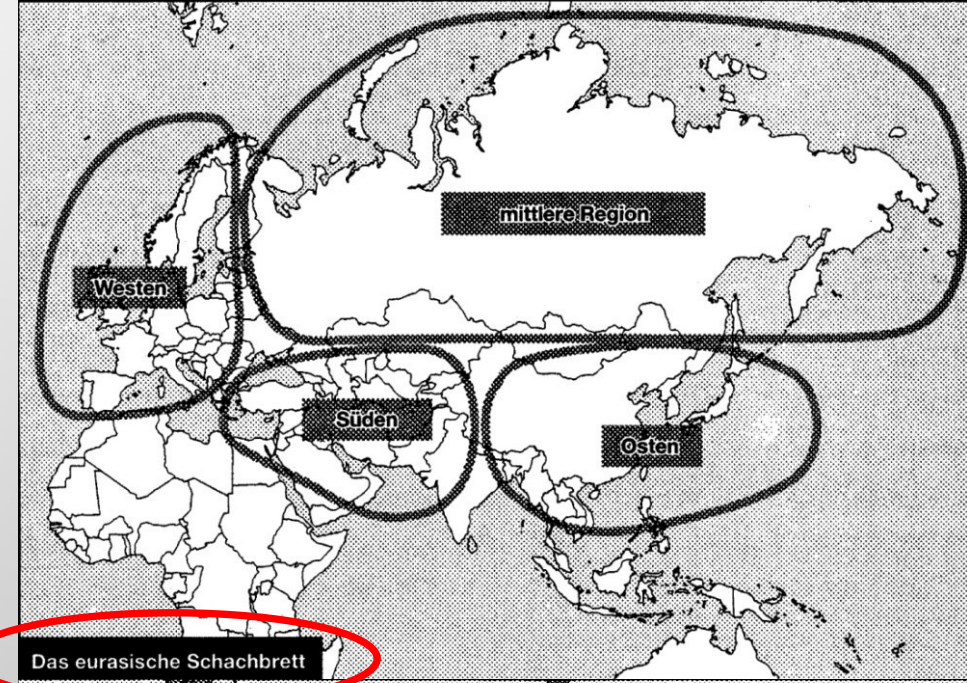 mittlere Region
Westen
Süden
Osten
Das eurasische Schachbrett